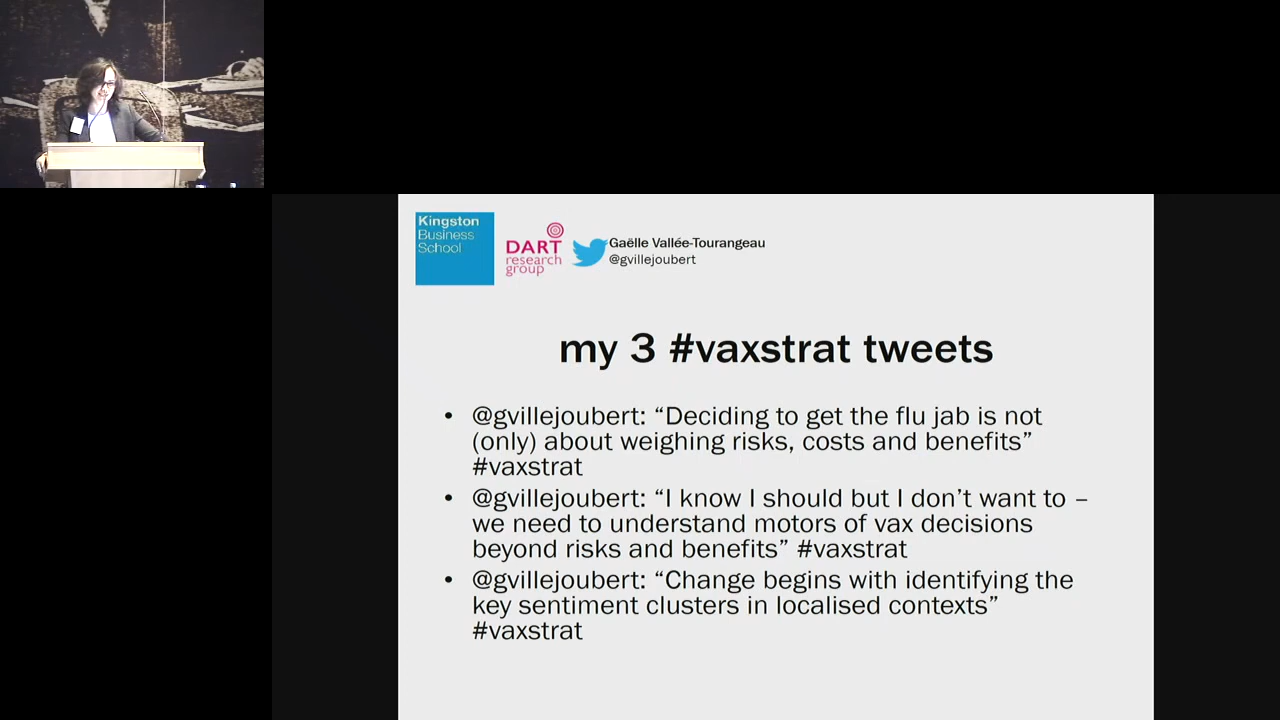 Kingston
Business
School
DART
research
group
Gaëlle Vallée-Tourangeau
@gvillejoubert
my 3 #vaxstrat tweets
• @gvillejoubert: “Deciding to get the flu jab is not
(only) about weighing risks, costs and benefits”
#vaxstrat
• @gvillejoubert: “I know I should but I don’t want to –
we need to understand motors of vax decisions
beyond risks and benefits” #vaxstrat
• @gvillejoubert: “Change begins with identifying the
key sentiment clusters in localised contexts”
#vaxstrat